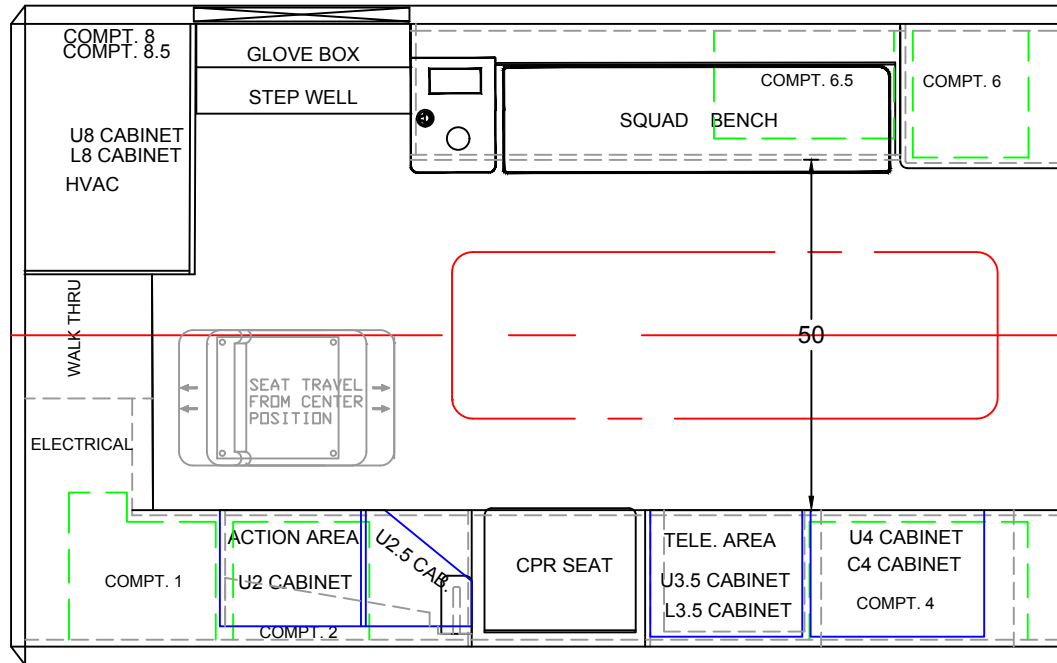 COMPT. 8
COMPT. 8.5
U8 CABINET
L8 CABINET
HVAC
GLOVE BOX
STEP WELL
SQUAD BENCH
COMPT. 6.5
COMPT. 6
WALK THRU
50
SEAT TRAVEL
FROM CENTER
POSITION
ELECTRICAL
COMPT. 1
ACTION AREA
U2 CABINET
COMPT. 2
U2.5 CAB.
CPR SEAT
TELE. AREA
U3.5 CABINET
L3.5 CABINET
U4 CABINET
C4 CABINET
COMPT. 4